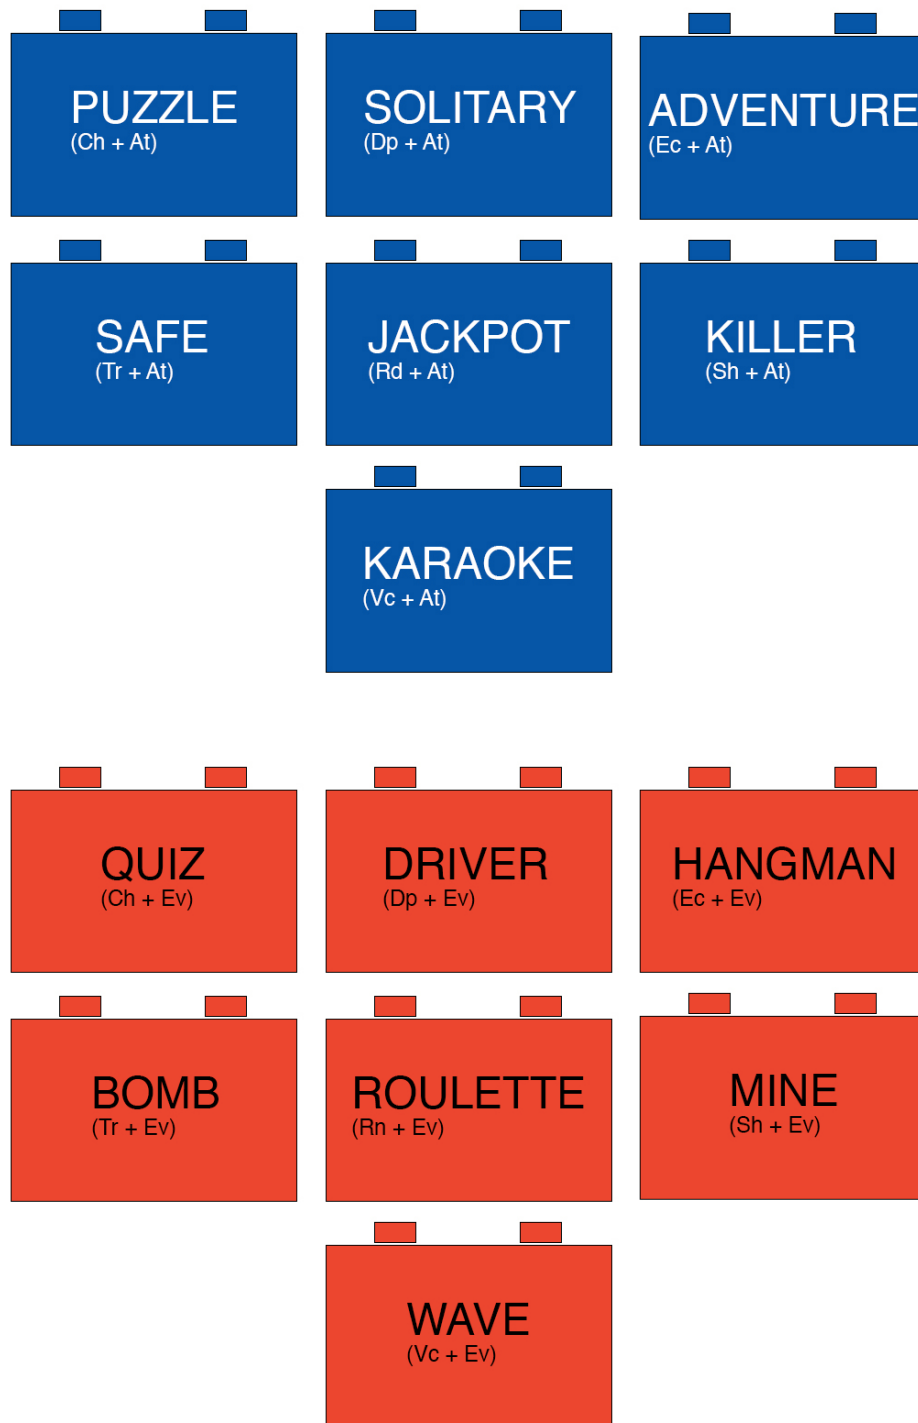 PUZZLE
(Ch + At)
SOLITARY
(Dp + At)
ADVENTURE
(Ec + At)
SAFE
(Tr + At)
JACKPOT
(Rd + At)
KILLER
(Sh + At)
KARAOKE
(Vc + At)
QUIZ
(Ch + Ev)
DRIVER
(Dp + Ev)
HANGMAN
(Ec + Ev)
BOMB
(Tr + Ev)
ROULETTE
(Rn + Ev)
MINE
(Sh + Ev)
WAVE
(Vc + Ev)